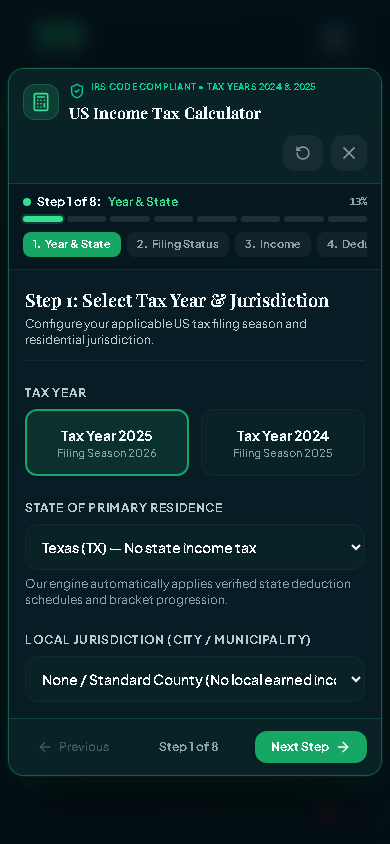 IRS CODE COMPLIANT • TAX YEARS 2024 & 2025
US Income Tax Calculator
Step 1 of 8: Year & State
13%
1. Year & State
2. Filing Status
3. Income
4. Dedu
Step 1: Select Tax Year & Jurisdiction
Configure your applicable US tax filing season and
residential jurisdiction.
TAX YEAR
Tax Year 2025
Filing Season 2026
Tax Year 2024
Filing Season 2025
STATE OF PRIMARY RESIDENCE
Texas (TX) — No state income tax
Our engine automatically applies verified state deduction
schedules and bracket progression.
LOCAL JURISDICTION (CITY / MUNICIPALITY)
None / Standard County (No local earned inco
Previous
Step 1 of 8
Next Step